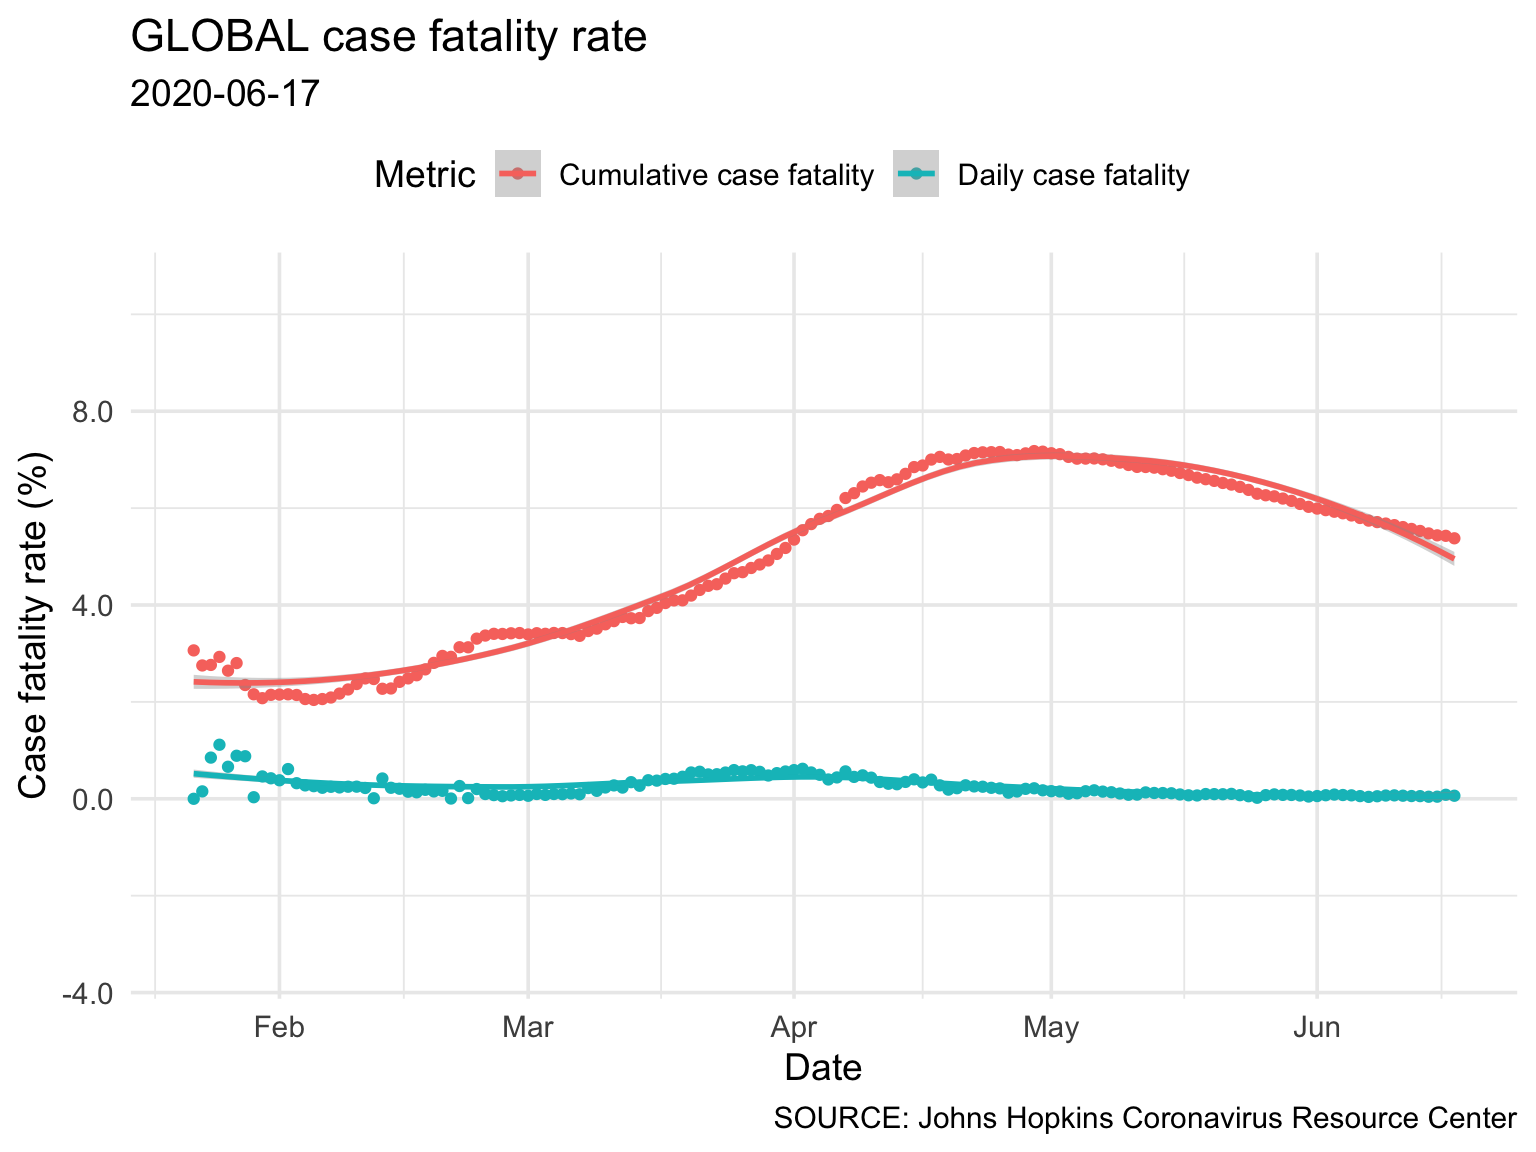 GLOBAL case fatality rate
2020-06-17
Metric Cumulative case fatality Daily case fatality
Case fatality rate (%)
8.0
4.0
0.0
-4.0
Feb Mar Apr May Jun
Date
SOURCE: Johns Hopkins Coronavirus Resource Center